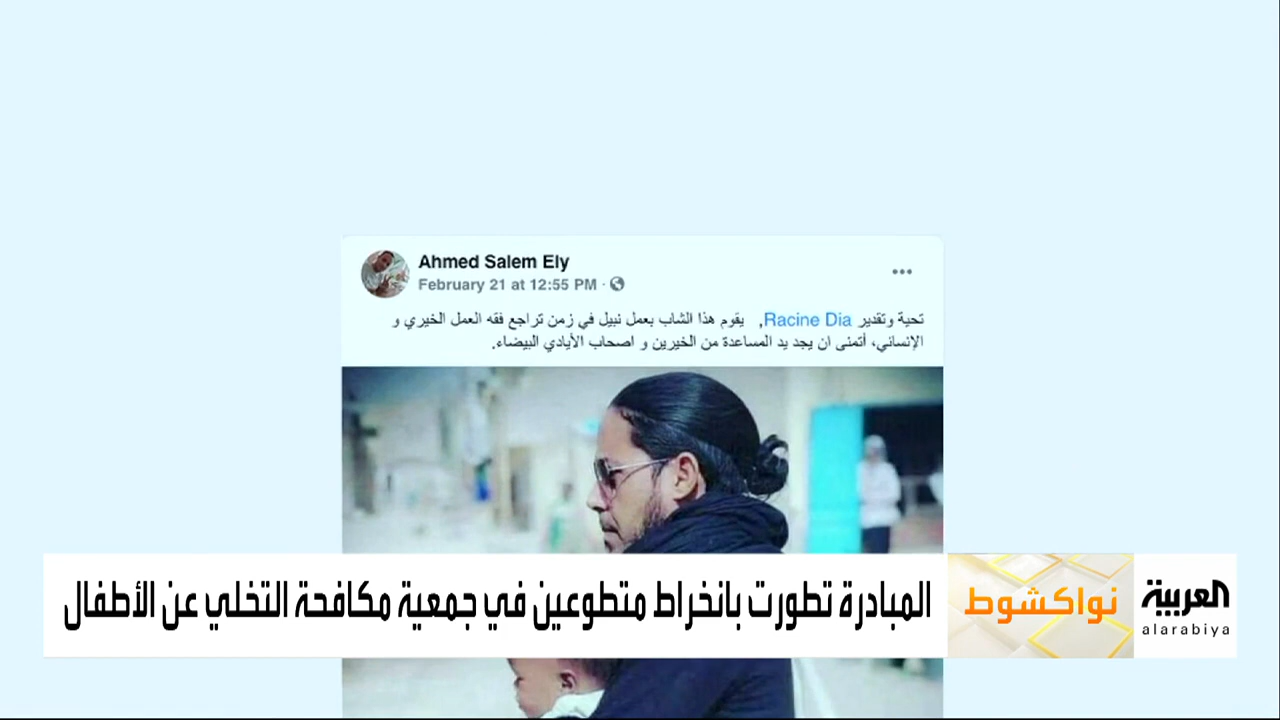 Ahmed Salem Ely
February 21 at 12:55 PM
تحية وتقدير Racine Dia, يقوم هذا الشاب بعمل نبيل في زمن تراجع فقه العمل الخيري و
الإنساني، أتمنى ان يجد يد المساعدة من الخيرين و اصحاب الأيادي البيضاء.
العربية
alarabiya
نواكشوط
المبادرة تطورت بانخراط متطوعين في جمعية مكافحة التخلي عن الأطفال